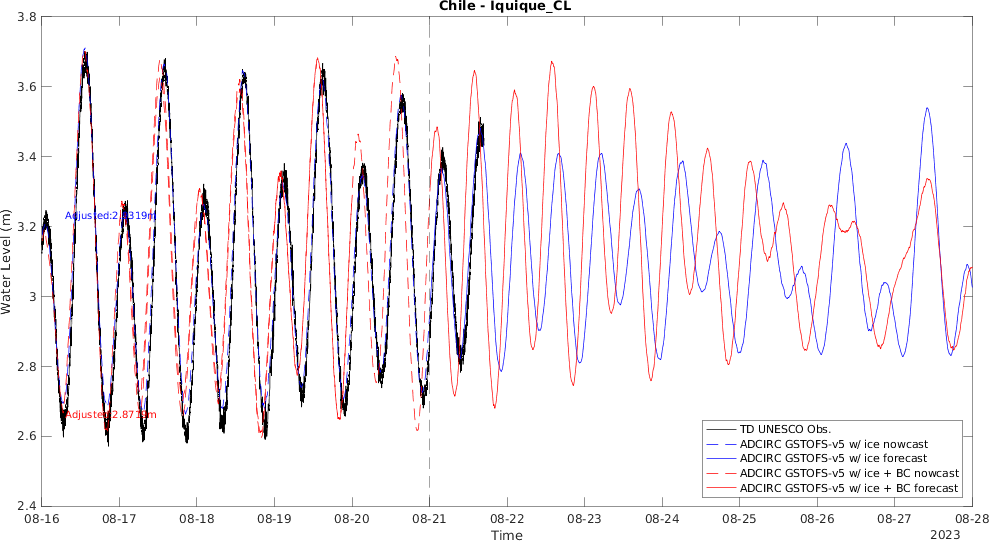 Chile - Iquique_CL
3.8
3.6
3.4
3.2
3
2.8
2.6
2.4
Water Level (m)
Adjusted:2.
319m
Adjusted
2.871
m
TD UNESCO Obs.
ADCIRC GSTOFS-v5 w/ ice nowcast
ADCIRC GSTOFS-v5 w/ ice forecast
ADCIRC GSTOFS-v5 w/ ice + BC nowcast
ADCIRC GSTOFS-v5 w/ ice + BC forecast
08-16 08-17 08-18 08-19 08-20 08-21 08-22 08-23 08-24 08-25 08-26 08-27 08-28
Time
2023